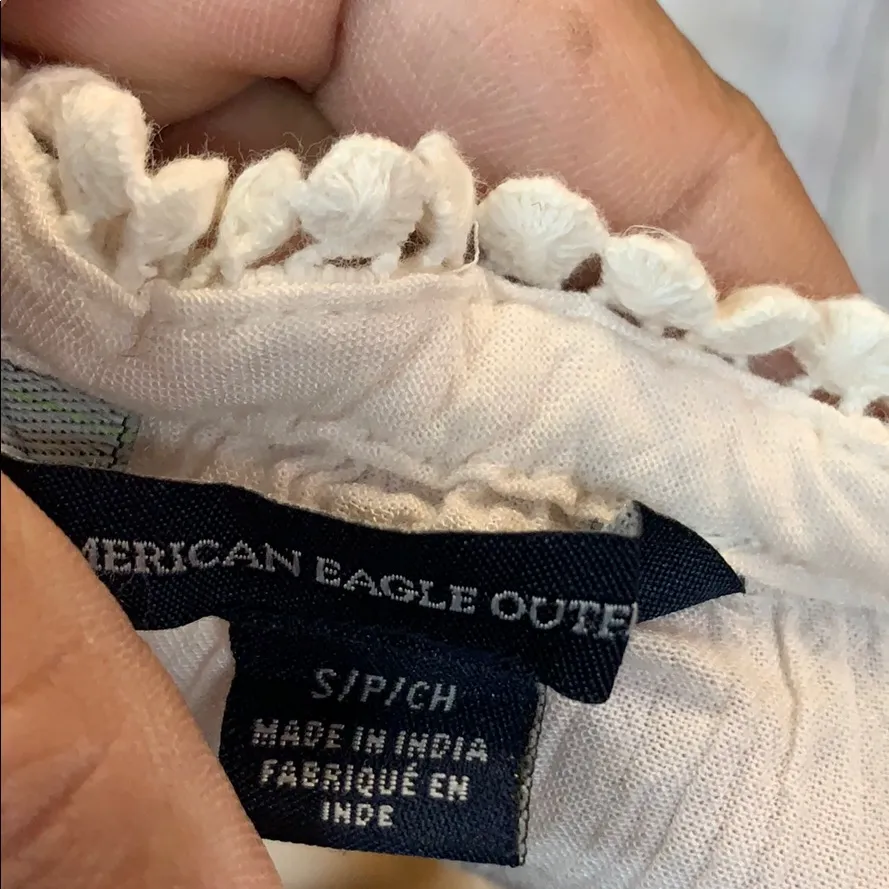 MERICAN EAGLE OUTF
S/P/CH
MADE IN INDIA
FABRIQUÉ EN
INDE